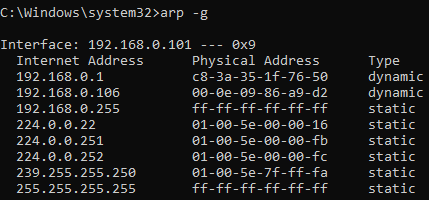 C:\Windows\system32>arp -g
Interface: 192.168.0.101 --- 0x9
Internet Address Physical Address Type
192.168.0.1 c8-3a-35-1f-76-50 dynamic
192.168.0.106 00-0e-09-86-a9-d2 dynamic
192.168.0.255 ff-ff-ff-ff-ff-ff static
224.0.0.22 01-00-5e-00-00-16 static
224.0.0.251 01-00-5e-00-00-fb static
224.0.0.252 01-00-5e-00-00-fc static
239.255.255.250 01-00-5e-7f-ff-fa static
255.255.255.255 ff-ff-ff-ff-ff-ff static